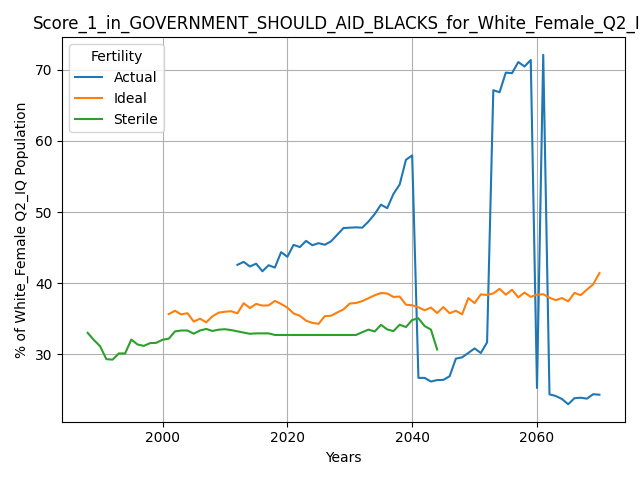 Score_1_in_GOVERNMENT_SHOULD_AID_BLACKS_for_White_Female_Q2_I
Fertility
Actual
Ideal
Sterile
% of White_Female Q2_IQ Population
70
60
50
40
30
2000
2020
2040
2060
Years